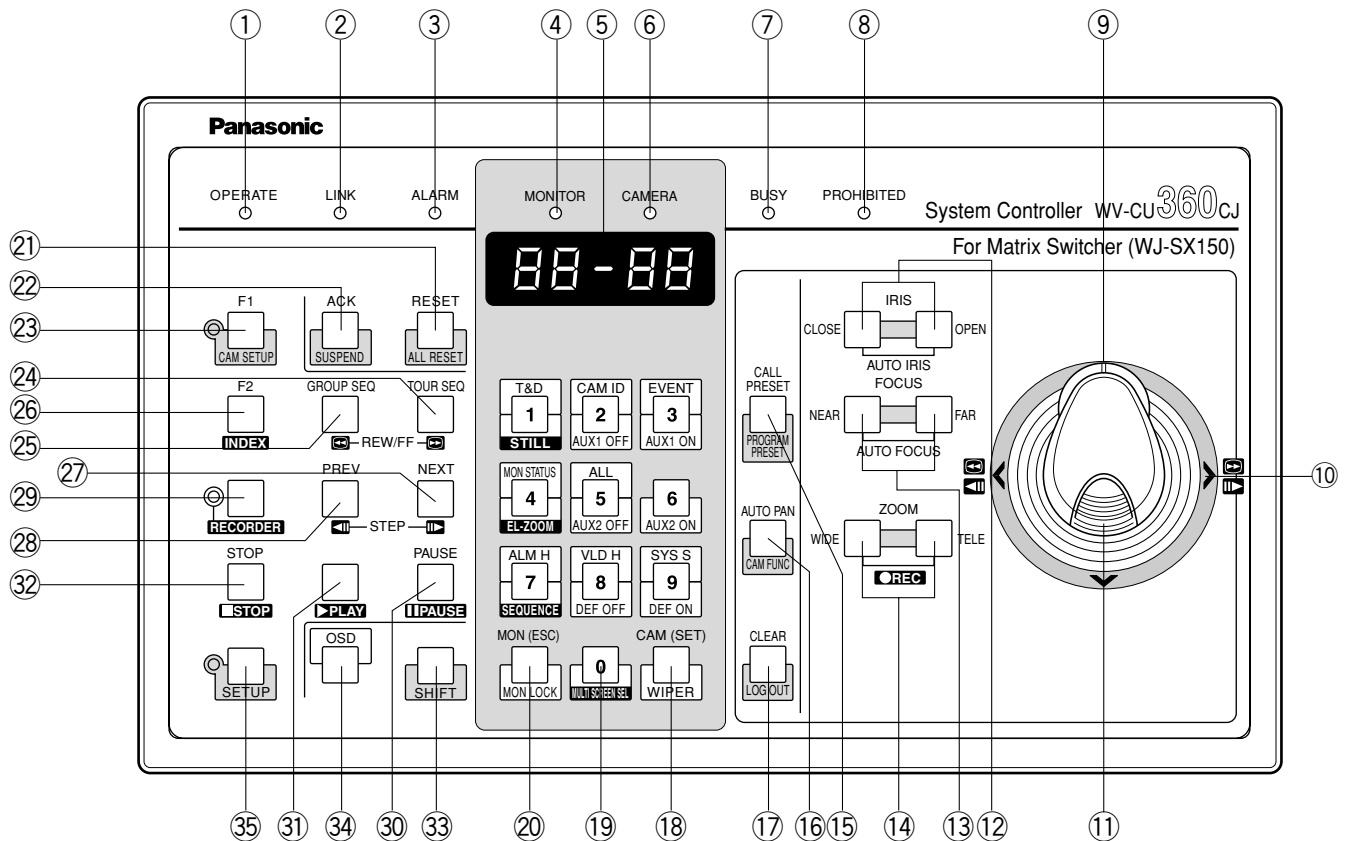 ① ② ③ ④ ⑤ ⑥ ⑦ ⑧ ⑨
Panasonic
OPERATE LINK ALARM MONITOR CAMERA BUSY PROHIBITED
System Controller WV-CU360CJ
For Matrix Switcher (WJ-SX150)
88-88
㉑
㉒
㉓
㉔
㉖
㉕
㉗
㉙
㉘
㉜
F1 ACK RESET
CAM SETUP SUSPEND ALL RESET
F2 GROUP SEQ TOUR SEQ
INDEX REW/FF
PREV NEXT
RECORDER STEP
STOP PAUSE
STOP PLAY PAUSE
OSD
SETUP SHIFT
T&D CAM ID EVENT
1 2 3
STILL AUX1 OFF AUX1 ON
MON STATUS ALL
4 5 6
EL-ZOOM AUX2 OFF AUX2 ON
ALM H VLD H SYS S
7 8 9
SEQUENCE DEF OFF DEF ON
MON (ESC) CAM (SET)
0
MON LOCK MULTI SCREEN SEL WIPER
CALL
PRESET
PROGRAM
PRESET
AUTO PAN
CAM FUNC
CLEAR
LOG OUT
IRIS
CLOSE OPEN
AUTO IRIS
FOCUS
NEAR FAR
AUTO FOCUS
ZOOM
WIDE TELE
REC
⑩
㉟ ㉛ ㉞ ㉚ ㉝ ⑳ ⑲ ⑱ ⑰ ⑯ ⑮ ⑭ ⑬ ⑫ ⑪